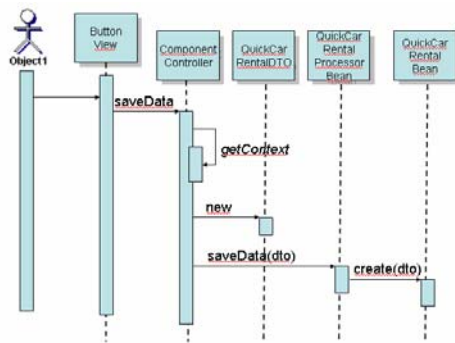 Object1
Button
View
Component
Controller
QuickCar
RentalDTO
QuickCar
Rental
Processor
Bean
QuickCar
Rental
Bean
saveData
getContext
new
saveData(dto)
create(dto)